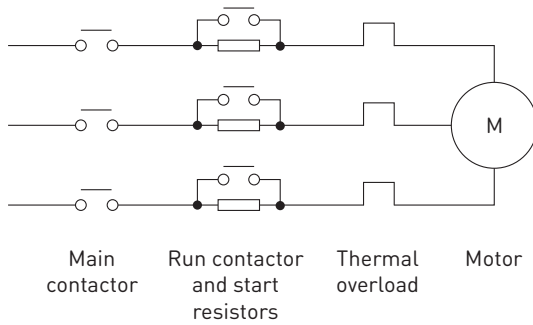 M
Main
contactor
Run contactor
and start
resistors
Thermal
overload
Motor